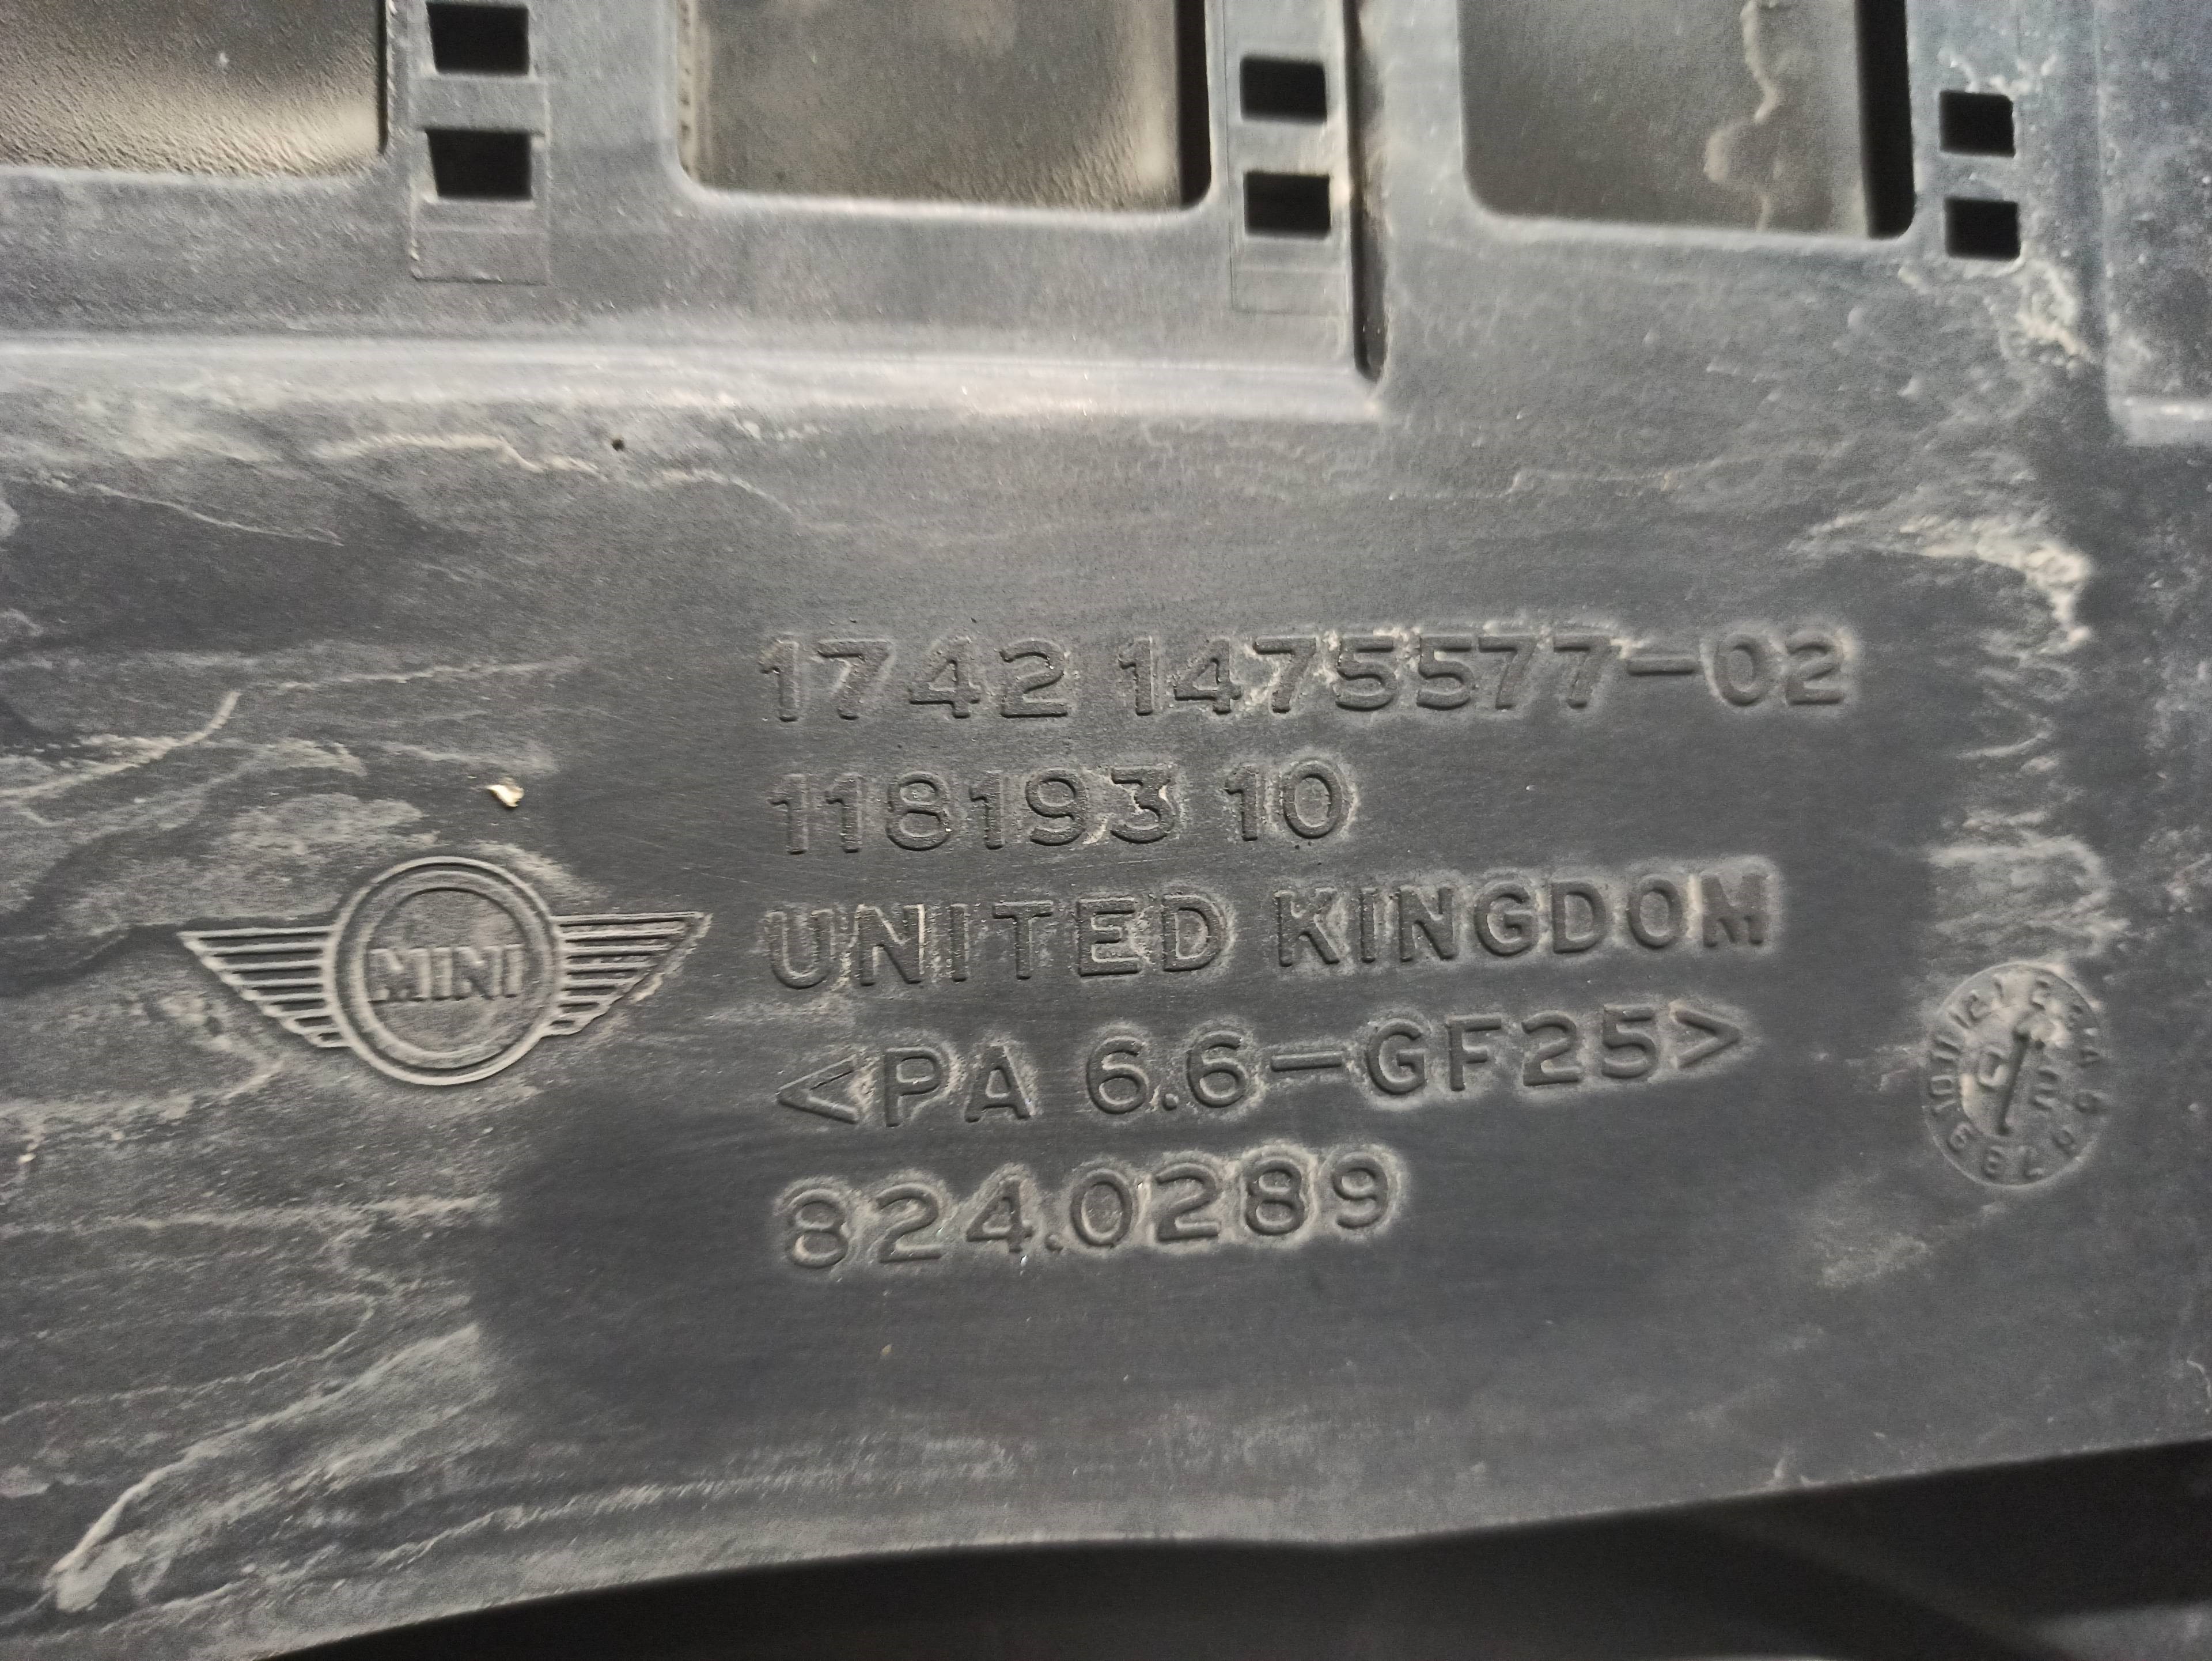 1742 1475577-02
118193 10
UNITED KINGDOM
MINI
<PA 6.6-GF25>
824.0289